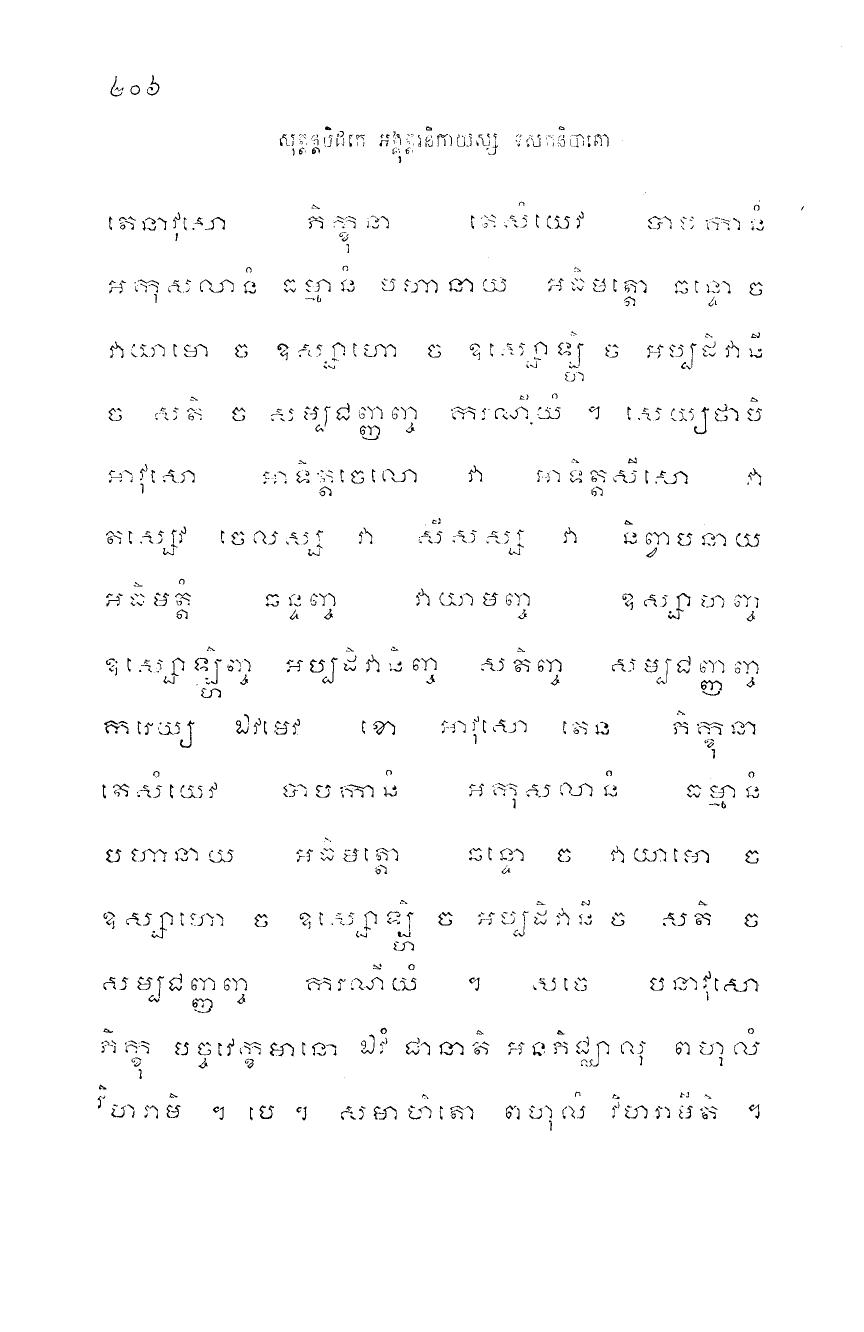 ៤០៦
សុត្តន្តបិដកេ អង្គុត្តរនិកាយស្ស ទសកនិបាតោ
តេនាវុសោ ភិក្ខុនា តេសំយេវ បាបកានំ
អកុសលានំ ធម្មានំ បហានាយ អធិមត្តោ ឆន្ទោ ច
វាយាមោ ច ឧស្សាហោ ច ឧស្សោឡ្ហី ច អប្បដិវានី
ច សតិ ច សម្បជញ្ញញ្ច ករណីយំ ។ សេយ្យថាបិ
អាវុសោ អាទិត្តចេលោ វា អាទិត្តសីសោ វា
តស្សេវ ចេលស្ស វា សីសស្ស វា និព្វាបនាយ
អធិមត្តំ ឆន្ទញ្ច វាយាមញ្ច ឧស្សាហញ្ច
ឧស្សោឡ្ហិញ្ច អប្បដិវានិញ្ច សតិញ្ច សម្បជញ្ញញ្ច
ករេយ្យ ឯវមេវ ខោ អាវុសោ តេន ភិក្ខុនា
តេសំយេវ បាបកានំ អកុសលានំ ធម្មានំ
បហានាយ អធិមត្តោ ឆន្ទោ ច វាយាមោ ច
ឧស្សាហោ ច ឧស្សោឡ្ហី ច អប្បដិវានី ច សតិ ច
សម្បជញ្ញញ្ច ករណីយំ ។ សចេ បនាវុសោ
ភិក្ខុ បច្ចវេក្ខមានោ ឯវំ ជានាតិ អនភិជ្ឈាលុ ពហុលំ
វិហរាមិ ។ បេ ។ សមាហិតោ ពហុលំ វិហរាមីតិ ។